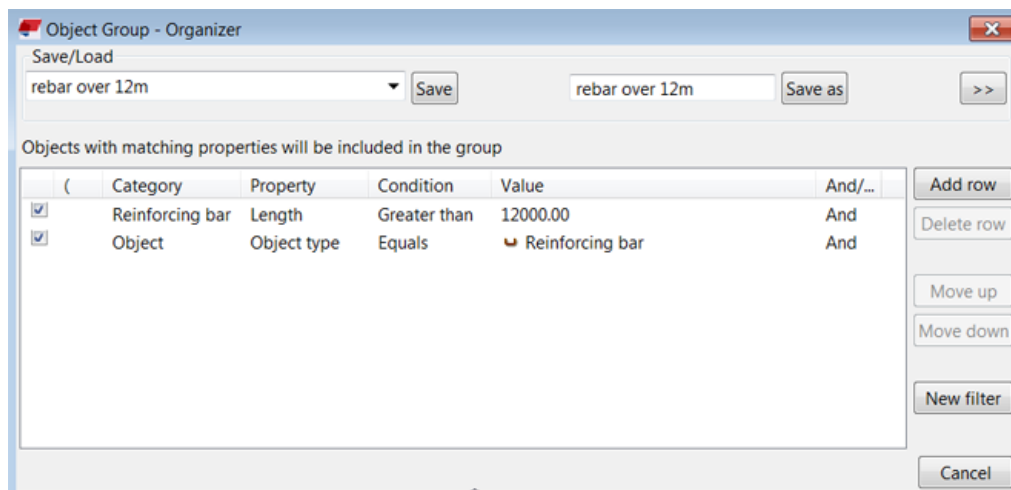 Object Group - Organizer
Save/Load
rebar over 12m Save rebar over 12m Save as >>
Objects with matching properties will be included in the group
( Category Property Condition Value And/... Add row
Reinforcing bar Length Greater than 12000.00 And
Delete row
Object Object type Equals Reinforcing bar And
Move up
Move down
New filter
Cancel